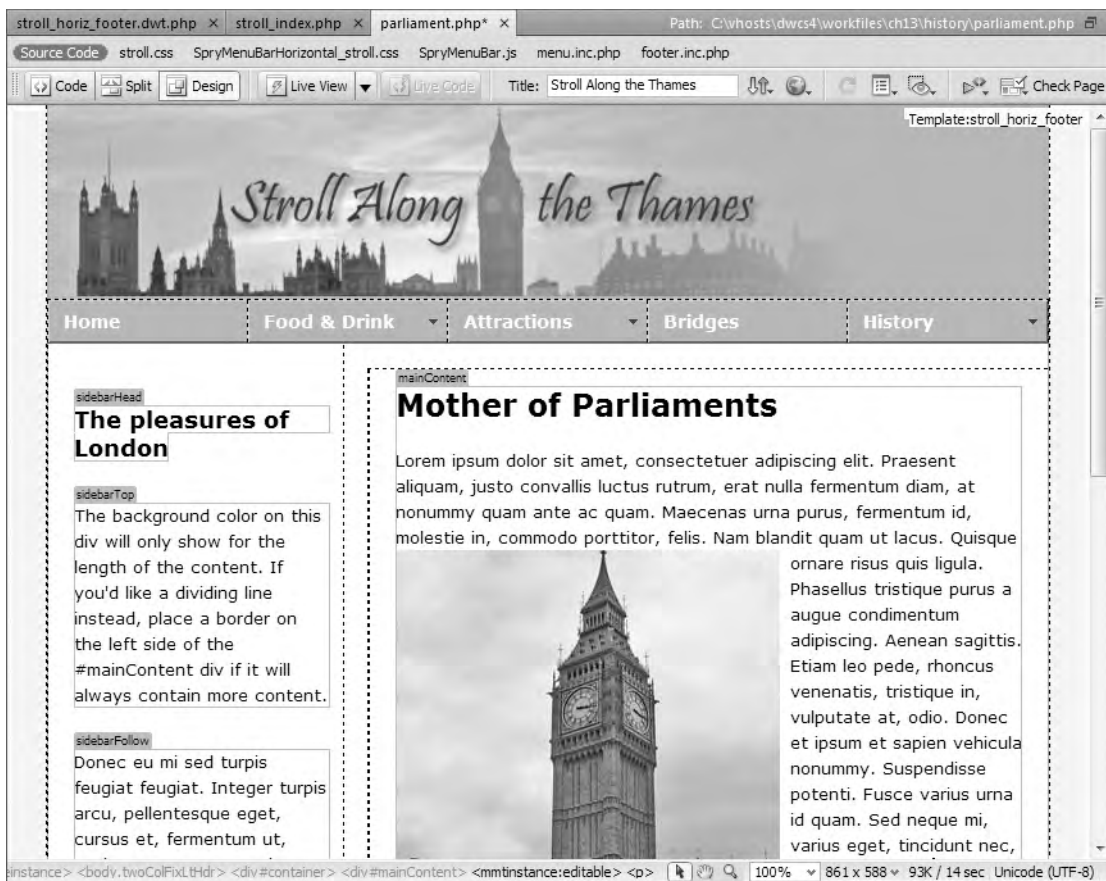 stroll_horiz_footer.dwt.php × stroll_index.php × parliament.php* × Path: C:\vhosts\dwcs4\workfiles\ch13\history\parliament.php
Source Code stroll.css SpryMenuBarHorizontal_stroll.css SpryMenuBar.js menu.inc.php footer.inc.php
Code Split Design Live View Live Code Title: Stroll Along the Thames Check Page
Template:stroll_horiz_footer
Stroll Along the Thames
Home Food & Drink Attractions Bridges History
sidebarHead
The pleasures of
London
sidebarTop
The background color on this
div will only show for the
length of the content. If
you'd like a dividing line
instead, place a border on
the left side of the
#mainContent div if it will
always contain more content.
sidebarFollow
Donec eu mi sed turpis
feugiat feugiat. Integer turpis
arcu, pellentesque eget,
cursus et, fermentum ut,
mainContent
Mother of Parliaments
Lorem ipsum dolor sit amet, consectetuer adipiscing elit. Praesent
aliquam, justo convallis luctus rutrum, erat nulla fermentum diam, at
nonummy quam ante ac quam. Maecenas urna purus, fermentum id,
molestie in, commodo porttitor, felis. Nam blandit quam ut lacus. Quisque
ornare risus quis ligula.
Phasellus tristique purus a
augue condimentum
adipiscing. Aenean sagittis.
Etiam leo pede, rhoncus
venenatis, tristique in,
vulputate at, odio. Donec
et ipsum et sapien vehicula
nonummy. Suspendisse
potenti. Fusce varius urna
id quam. Sed neque mi,
varius eget, tincidunt nec,
einstance> <body.twoColFixLtHdr> <div#container> <div#mainContent> <mmtinstance:editable> <p> 100% 861 x 588 93K / 14 sec Unicode (UTF-8)